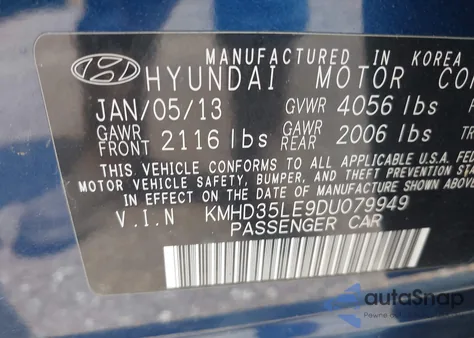 MANUFACTURED IN KOREA
HYUNDAI MOTOR CO
JAN/05/13 GVWR 4056 lbs
GAWR FRONT 2116 lbs GAWR REAR 2006 lbs
THIS VEHICLE CONFORMS TO ALL APPLICABLE U.S.A. FE
MOTOR VEHICLE SAFETY, BUMPER, AND THEFT PREVENTION
IN EFFECT ON THE DATE OF MANUFACTURE SHOWN ABOVE.
V.I.N KMHD35LE9DU079949
PASSENGER CAR
autoSnap